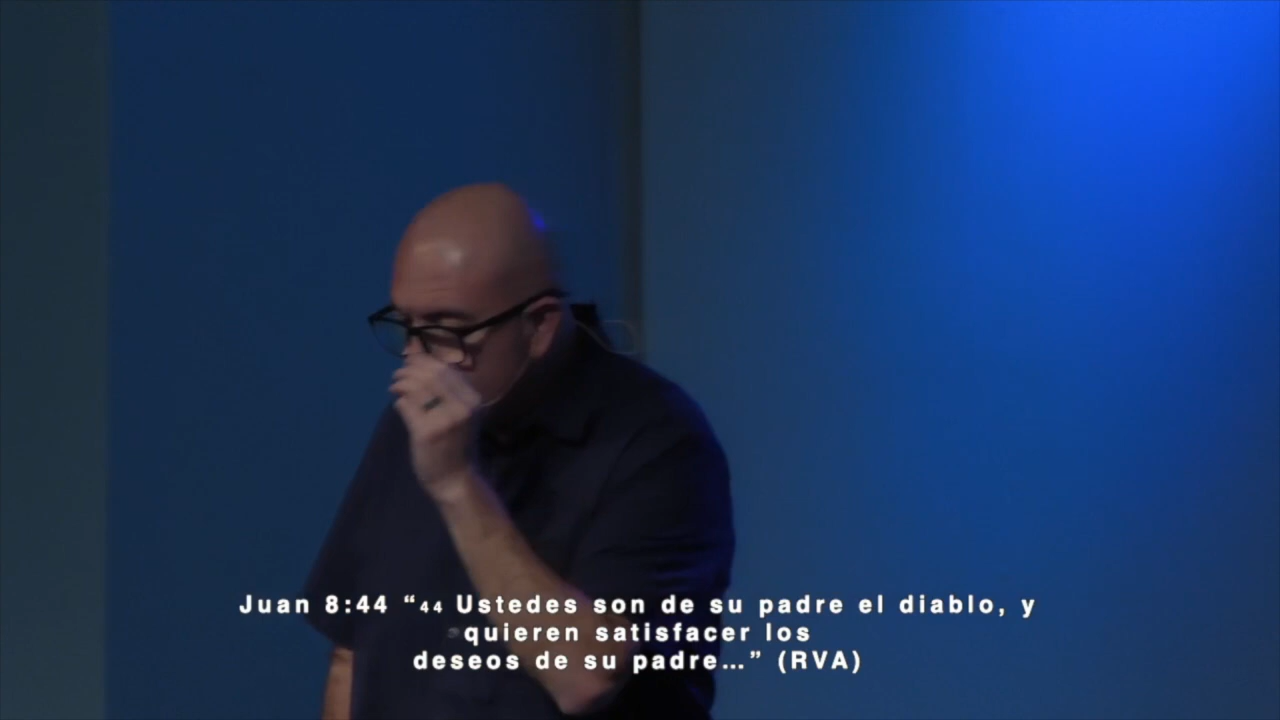 Juan 8:44 “44 Ustedes son de su padre el diablo, y
quieren satisfacer los
deseos de su padre…” (RVA)